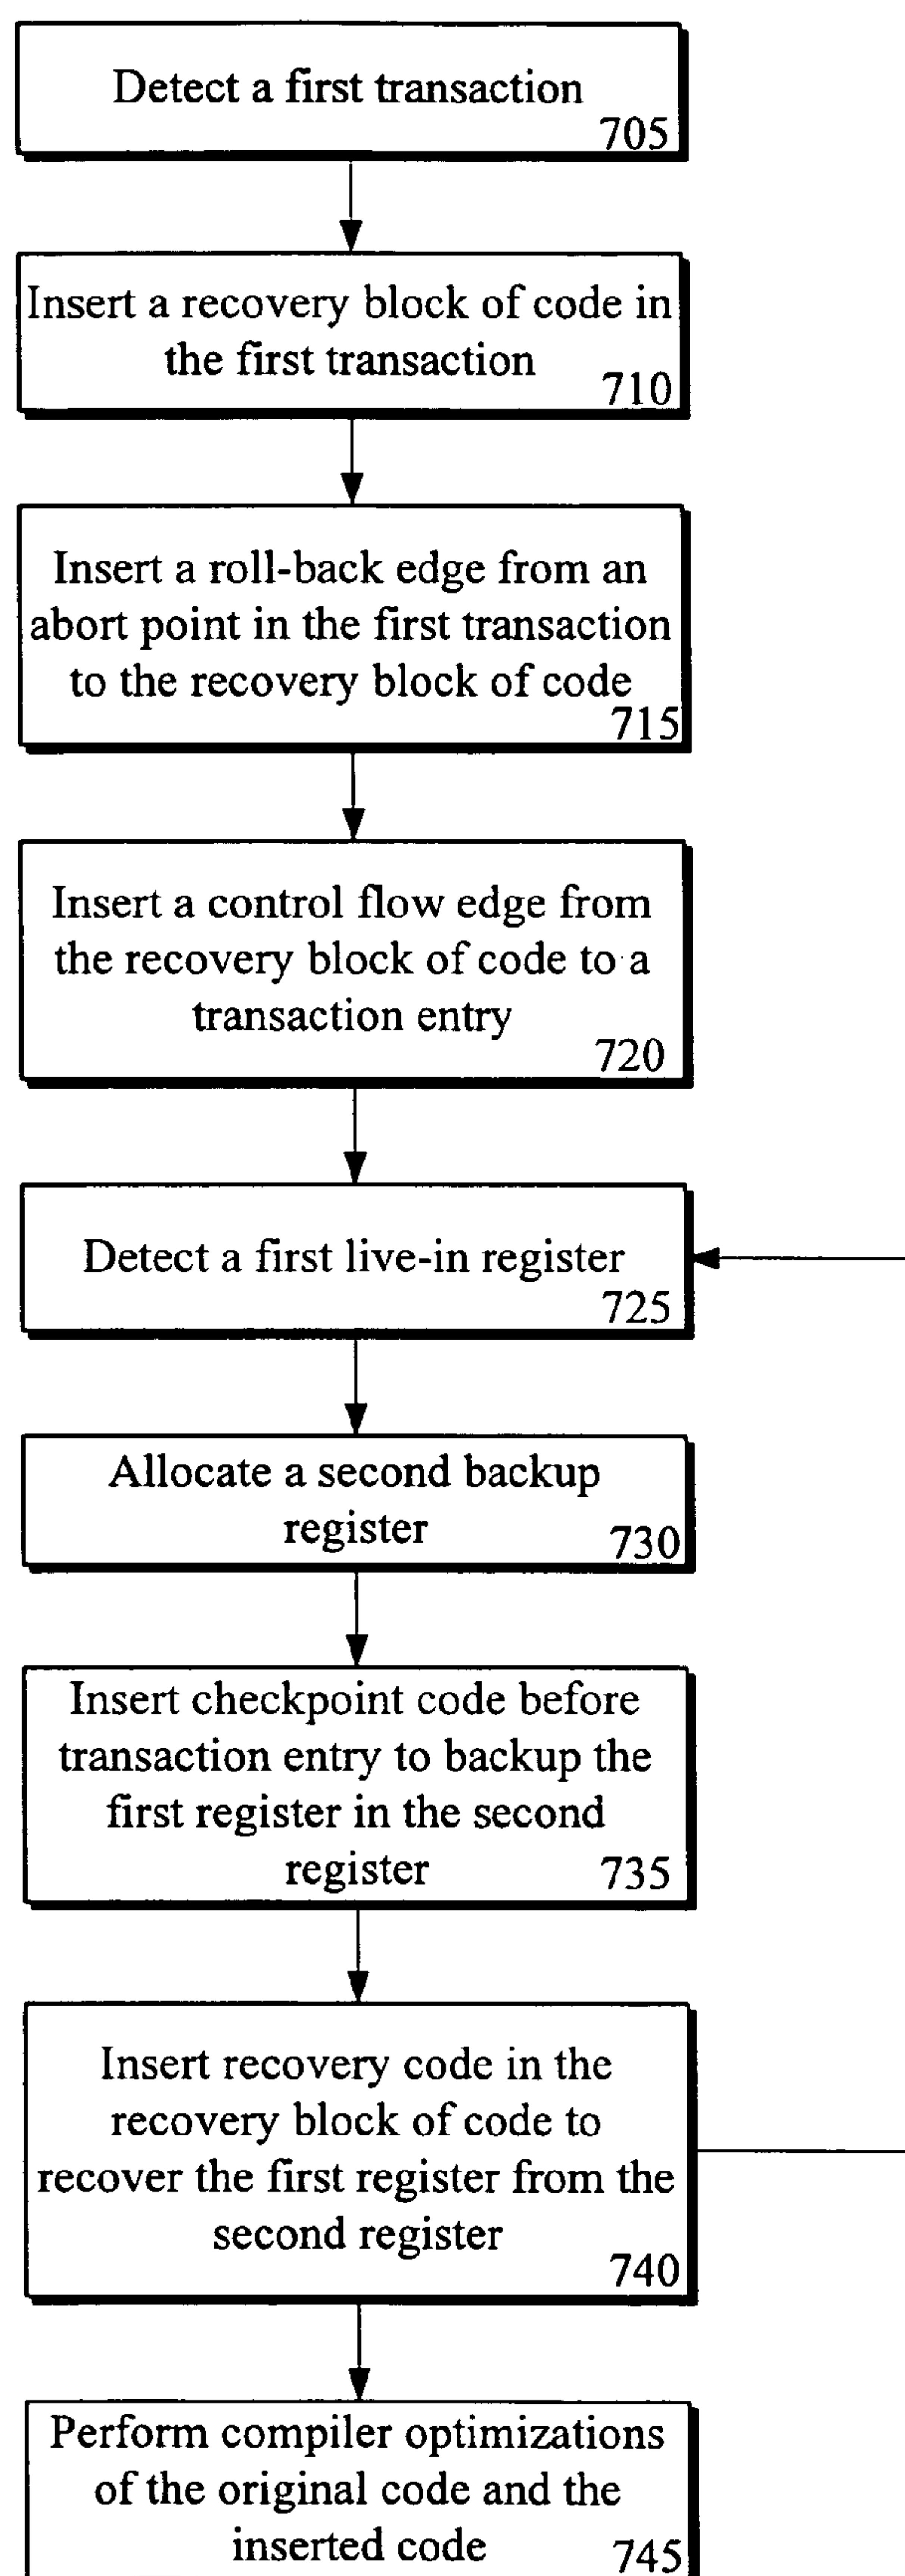 Detect a first transaction
705
Insert a recovery block of code in
the first transaction
710
Insert a roll-back edge from an
abort point in the first transaction
to the recovery block of code
715
Insert a control flow edge from
the recovery block of code to a
transaction entry
720
Detect a first live-in register
725
Allocate a second backup
register
730
Insert checkpoint code before
transaction entry to backup the
first register in the second
register
735
Insert recovery code in the
recovery block of code to
recover the first register from the
second register
740
Perform compiler optimizations
of the original code and the
inserted code
745